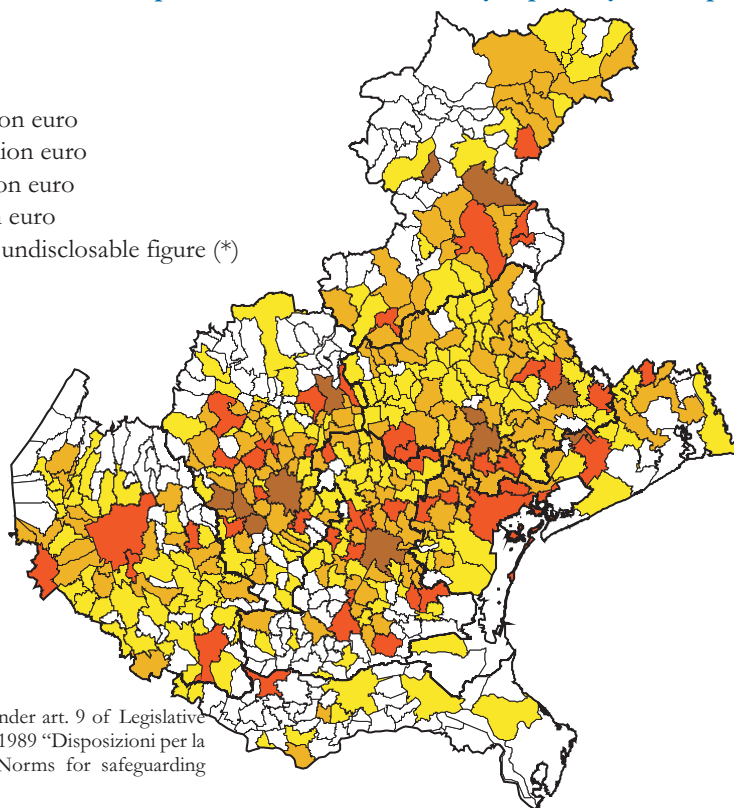 on euro
ion euro
on euro
n euro
undisclosable figure (*)
nder art. 9 of Legislative
1989 “Disposizioni per la
Norms for safeguarding